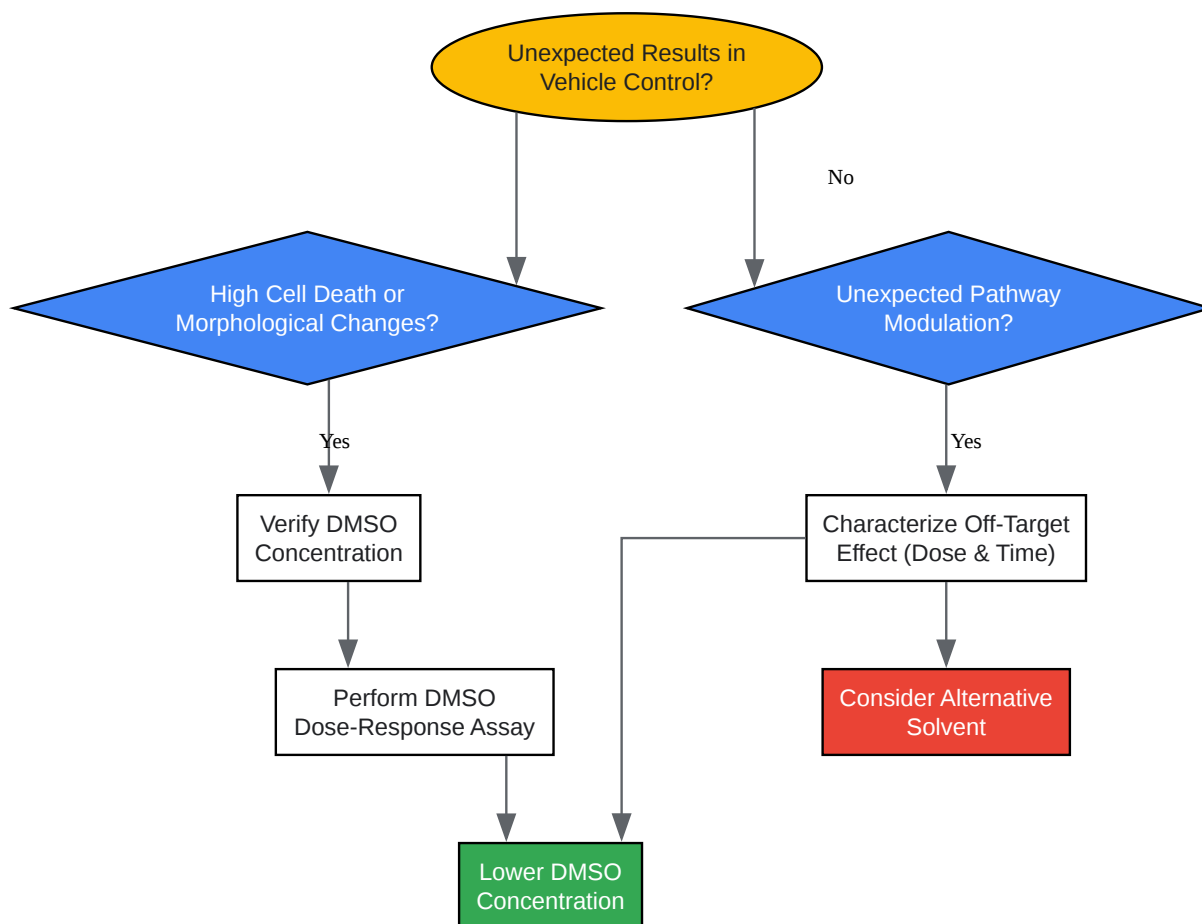 Unexpected Results in
Vehicle Control?
No
High Cell Death or
Morphological Changes?
Unexpected Pathway
Modulation?
Yes
Yes
Verify DMSO
Concentration
Characterize Off-Target
Effect (Dose & Time)
Perform DMSO
Dose-Response Assay
Consider Alternative
Solvent
Lower DMSO
Concentration